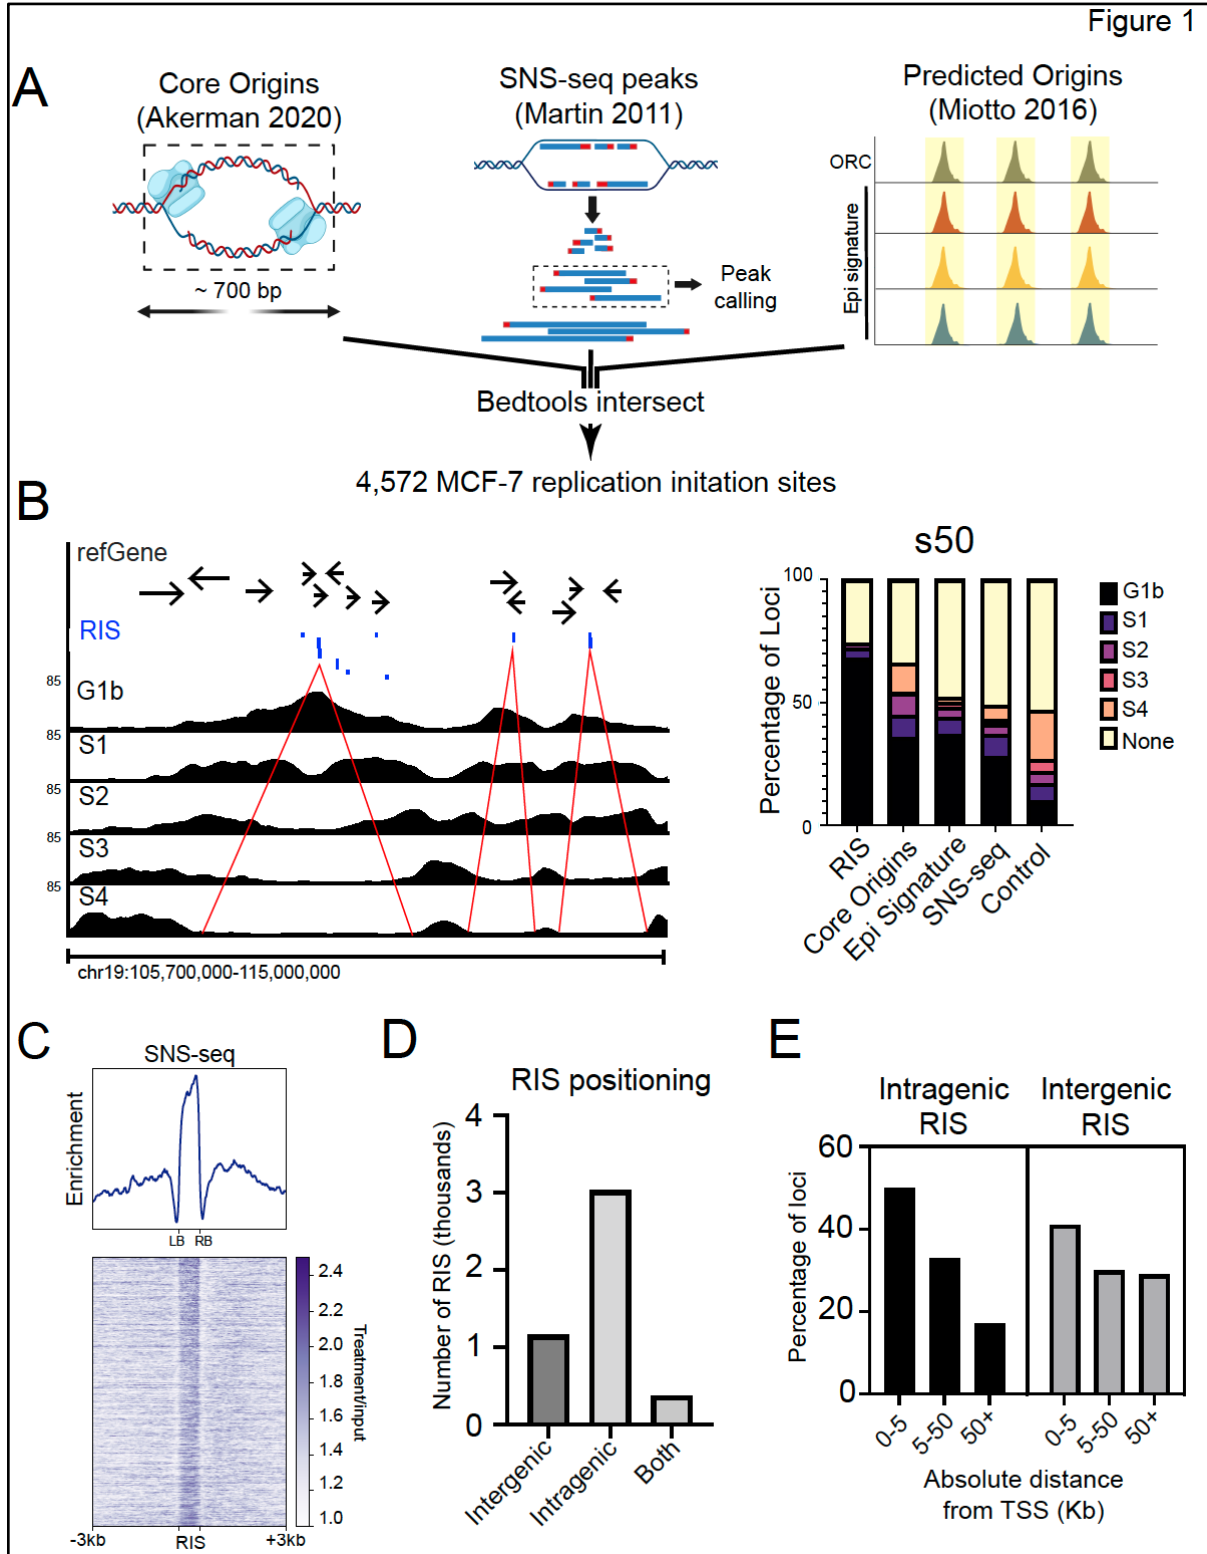 Figure 1
A
Core Origins
(Akerman 2020)
~ 700 bp
SNS-seq peaks
(Martin 2011)
Peak
calling
Predicted Origins
(Miotto 2016)
ORC
Epi signature
Bedtools intersect
4,572 MCF-7 replication initation sites
B
refGene
RIS
85
G1b
85
S1
85
S2
85
S3
85
S4
chr19:105,700,000-115,000,000
s50
Percentage of Loci
100
50
0
RIS
Core Origins
Epi Signature
SNS-seq
Control
G1b
S1
S2
S3
S4
None
C
SNS-seq
Enrichment
LB
RB
2.4
2.2
2.0
1.8
1.6
1.4
1.2
1.0
Treatment/input
-3kb
RIS
+3kb
D
RIS positioning
Number of RIS (thousands)
4
3
2
1
0
Intergenic
Intragenic
Both
E
Intragenic
RIS
Intergenic
RIS
Percentage of loci
60
40
20
0
0-5
5-50
50+
0-5
5-50
50+
Absolute distance
from TSS (Kb)